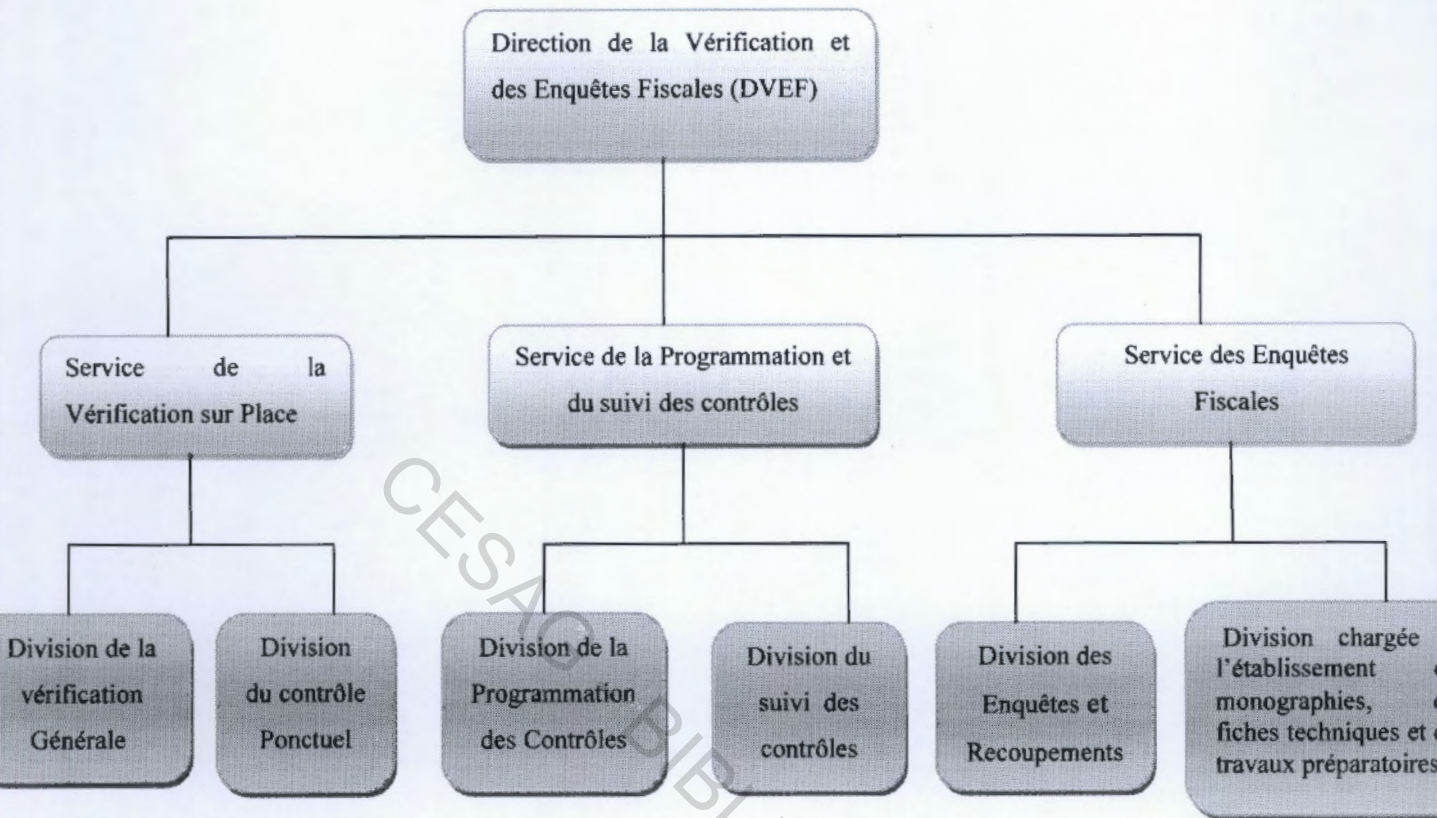 Direction de la Vérification et
des Enquêtes Fiscales (DVEF)
Service de la
Vérification sur Place
Service de la Programmation et
du suivi des contrôles
Service des Enquêtes
Fiscales
Division de la
vérification
Générale
Division
du contrôle
Ponctuel
Division de la
Programmation
des Contrôles
Division du
suivi des
contrôles
Division des
Enquêtes et
Recoupements
Division chargée
l'établissement
monographies,
fiches techniques et
travaux préparatoires
CESAG